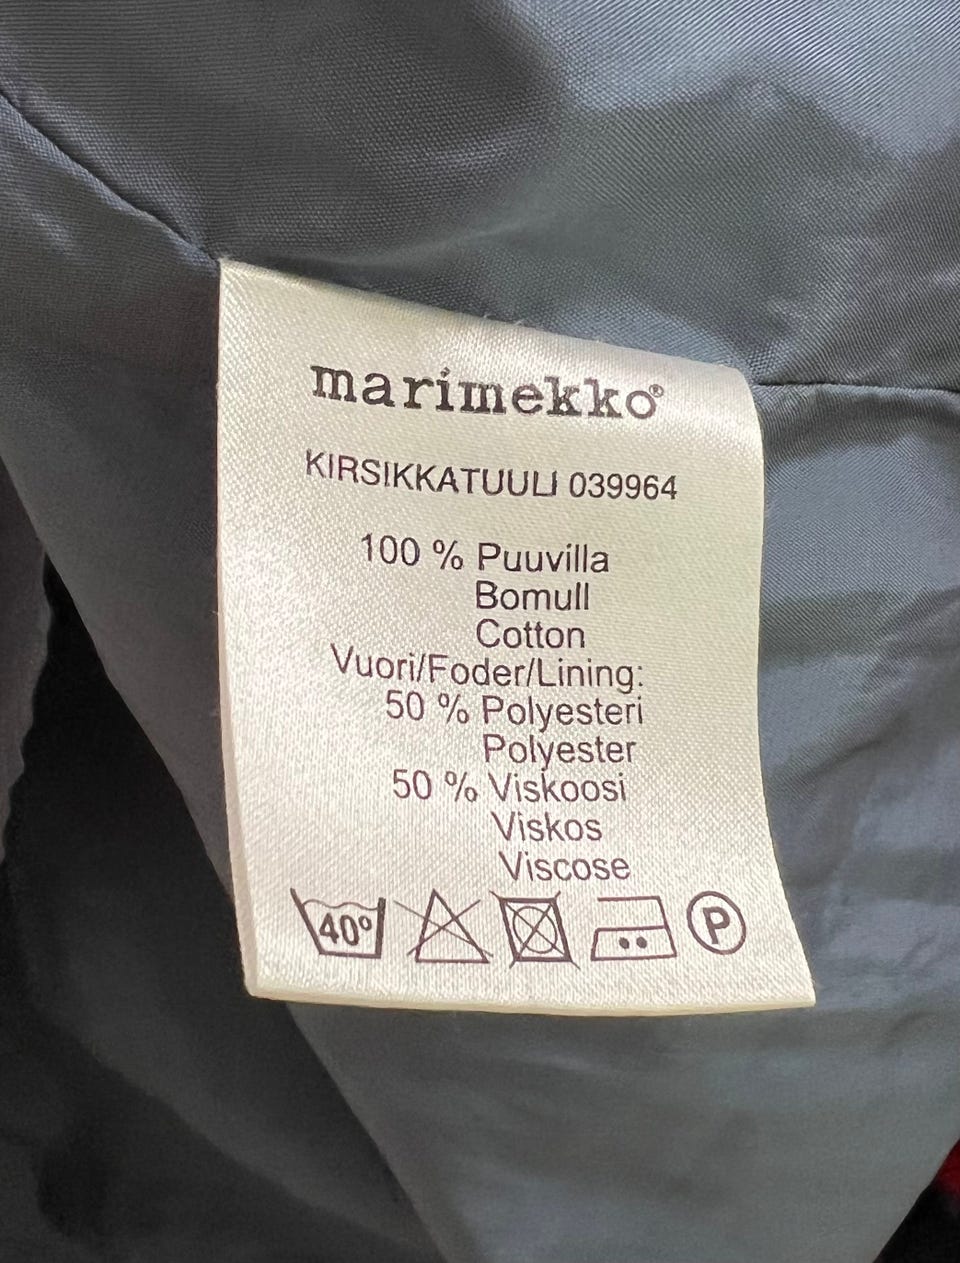 marimekko®
KIRSIKKATUULI 039964
100 % Puuvilla
Bomull
Cotton
Vuori/Foder/Lining:
50 % Polyesteri
Polyester
50 % Viskoosi
Viskos
Viscose
40° P